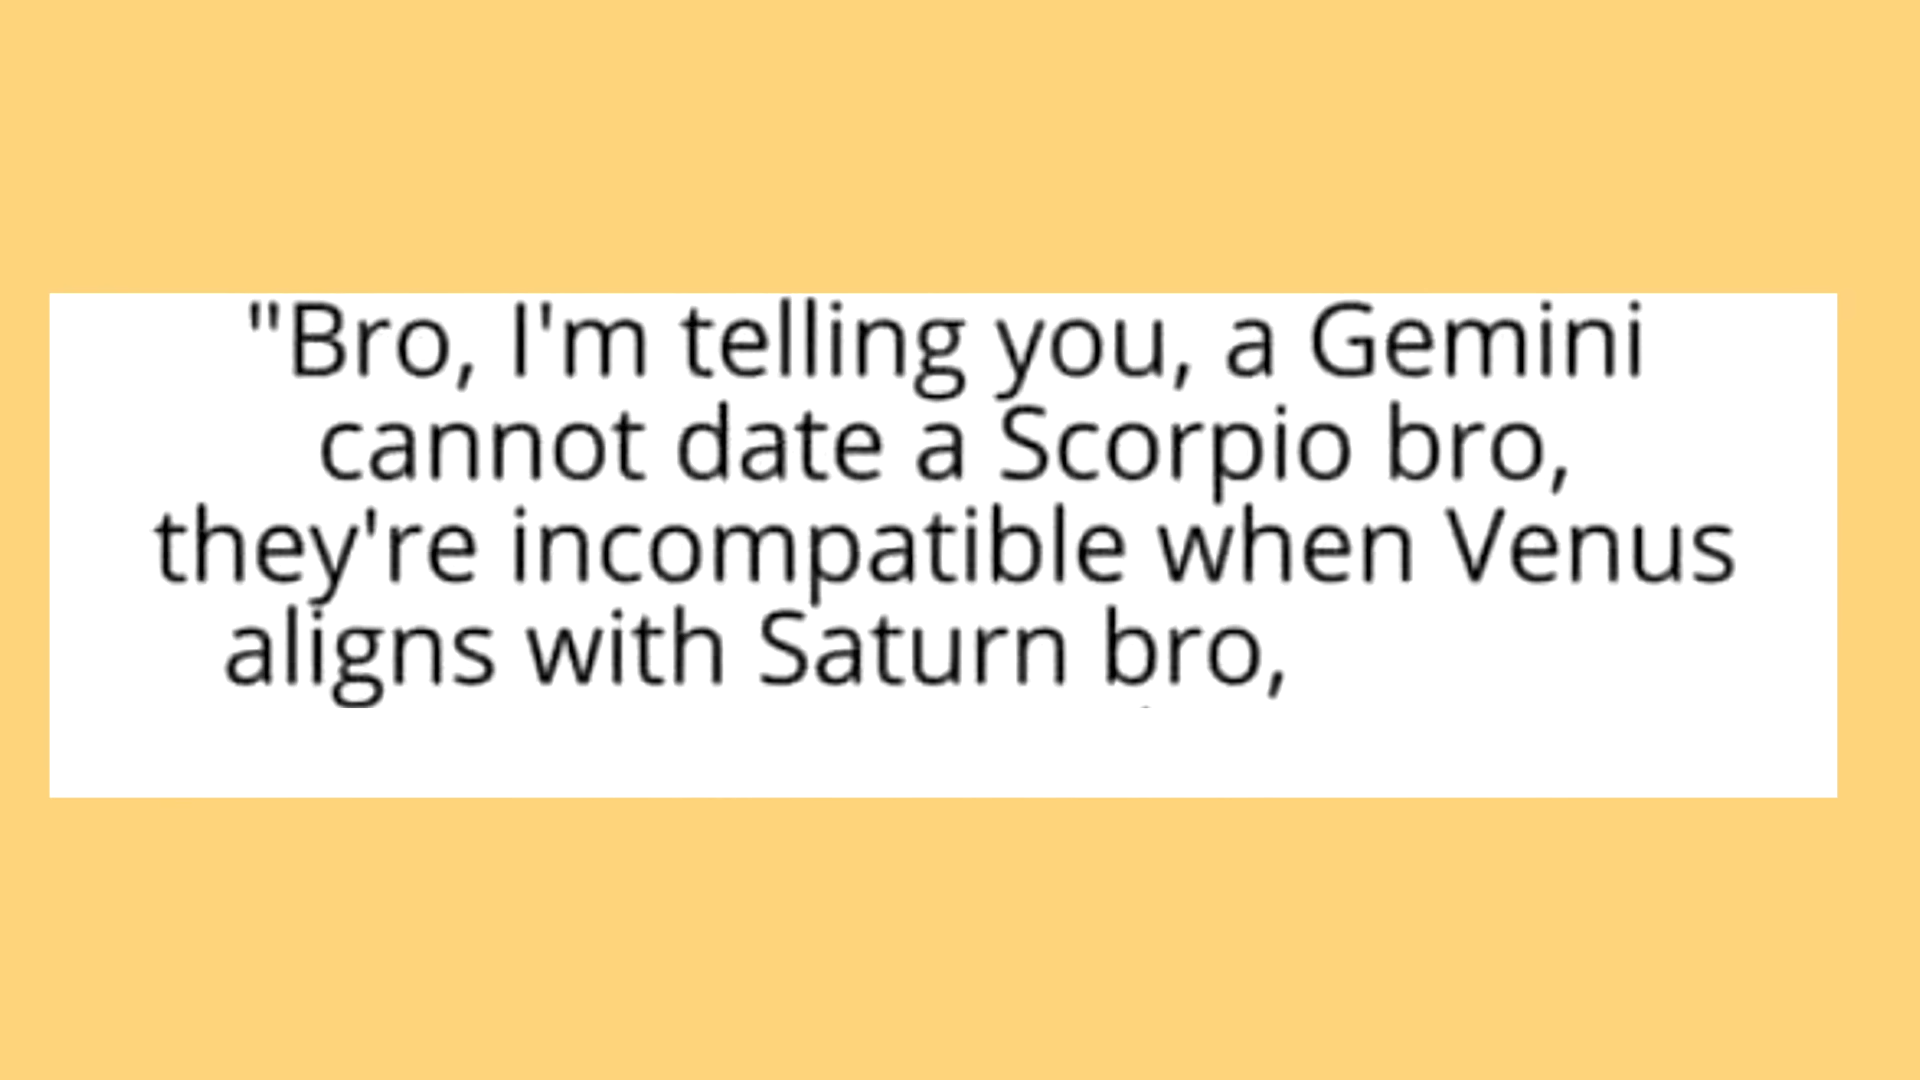 "Bro, I'm telling you, a Gemini
cannot date a Scorpio bro,
they're incompatible when Venus
aligns with Saturn bro,